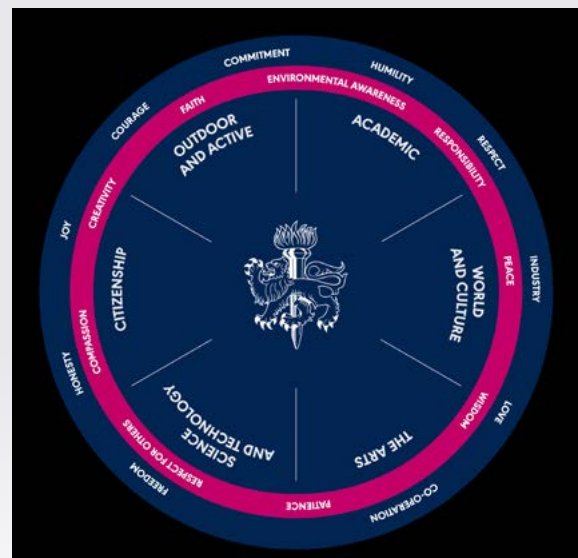 COMMITMENT
HUMILITY
RESPECT
INDUSTRY
LOVE
CO-OPERATION
FREEDOM
HONESTY
JOY
COURAGE
ENVIRONMENTAL AWARENESS
RESPONSIBILITY
PEACE
WISDOM
PATIENCE
RESPECT FOR OTHERS
COMPASSION
CREATIVITY
FAITH
ACADEMIC
WORLD
AND CULTURE
THE ARTS
SCIENCE
AND TECHNOLOGY
CITIZENSHIP
OUTDOOR
AND ACTIVE